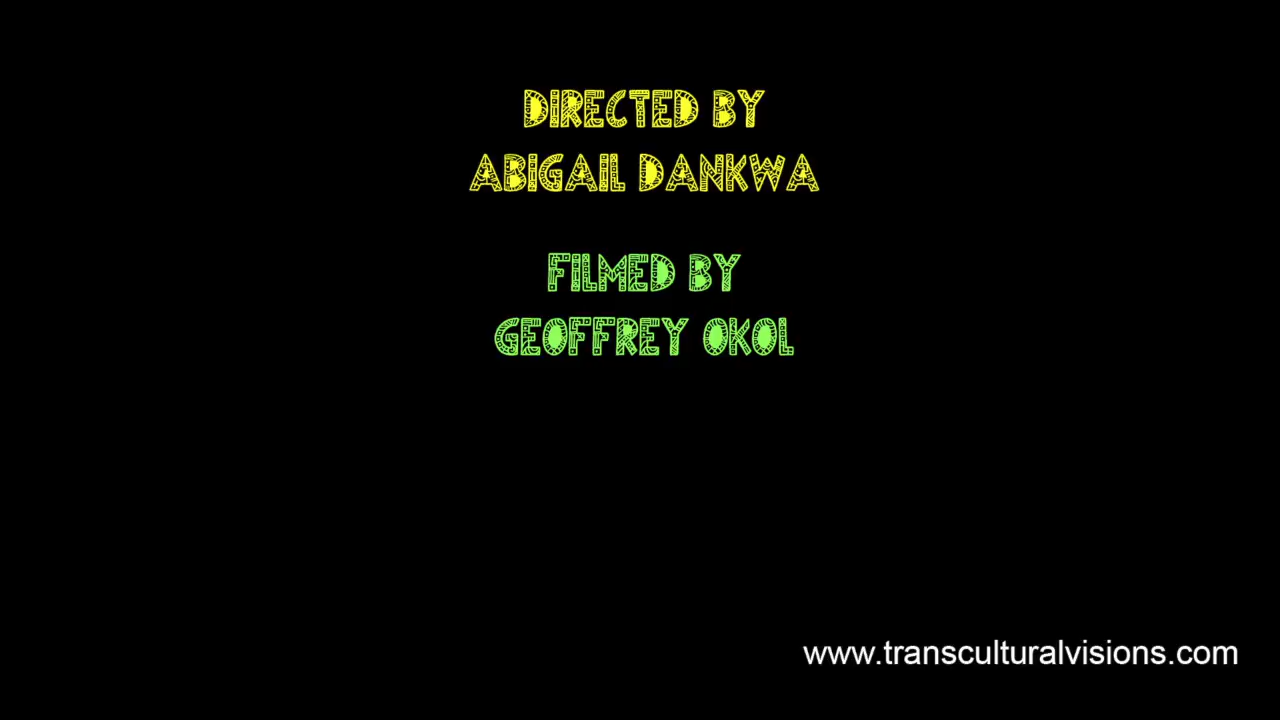 DIRECTED BY
ABIGAIL DANKWA
FILMED BY
GEOFFREY OKOL
www.transculturalvisions.com